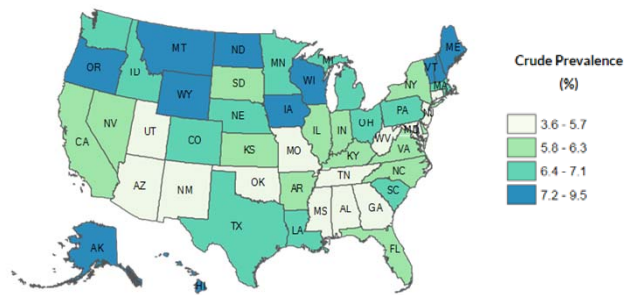 ME
MT
ND
VT
OR
MN
MI
ID
WI
NY
MA
SD
WY
IA
PA
NE
NJ
OH
NV
IL
IN
MD
UT
WV
CO
CA
VA
KS
MO
KY
NC
TN
OK
AZ
NM
AR
SC
MS
AL
GA
TX
LA
AK
FL
HI
Crude Prevalence
(%)
3.6 - 5.7
5.8 - 6.3
6.4 - 7.1
7.2 - 9.5